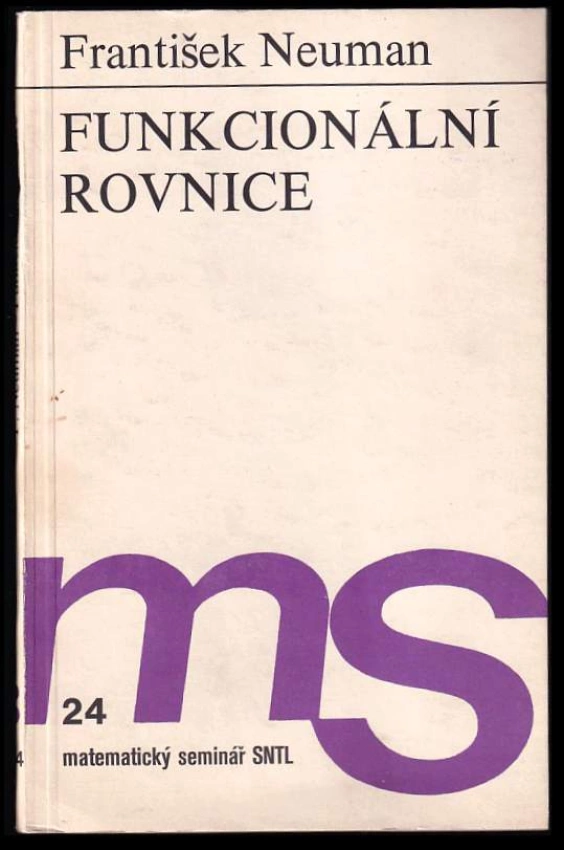 František Neuman
FUNKCIONÁLNÍ
ROVNICE
ms
24
matematický seminář SNTL